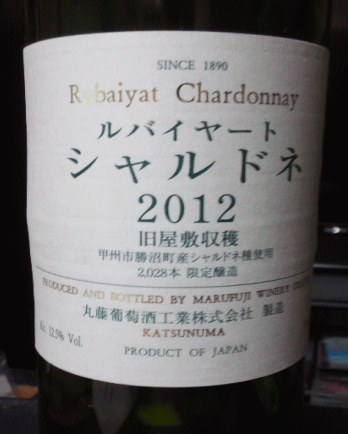 SINCE 1890
Rubaiyat Chardonnay
ルバイヤート
シャルドネ
2012
旧屋敷収穫
甲州市勝沼町産シャルドネ種使用
2,028本 限定醸造
PRODUCED AND BOTTLED BY MARUFUJI WINERY
丸藤葡萄酒工業株式会社 製造
Alc. 12.5% Vol.
KATSUNUMA
PRODUCT OF JAPAN